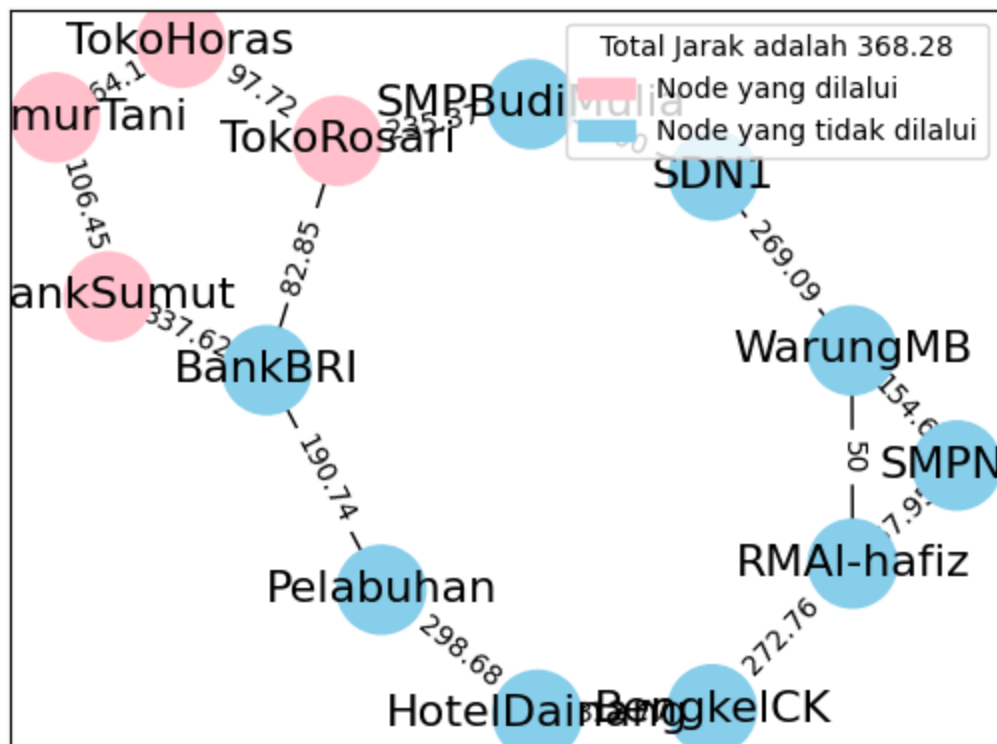 TokoHoras
Total Jarak adalah 368.28
Node yang dilalui
Node yang tidak dilalui
64.1
97.72
SMPBudiMulia
murTani
TokoRosari
235.37
SDN1
106.45
82.85
269.09
ankSumut
337.62
BankBRI
WarungMB
154.6
50
SMPN
190.74
7.95
RMAl-hafiz
Pelabuhan
272.76
298.68
BengkelCK